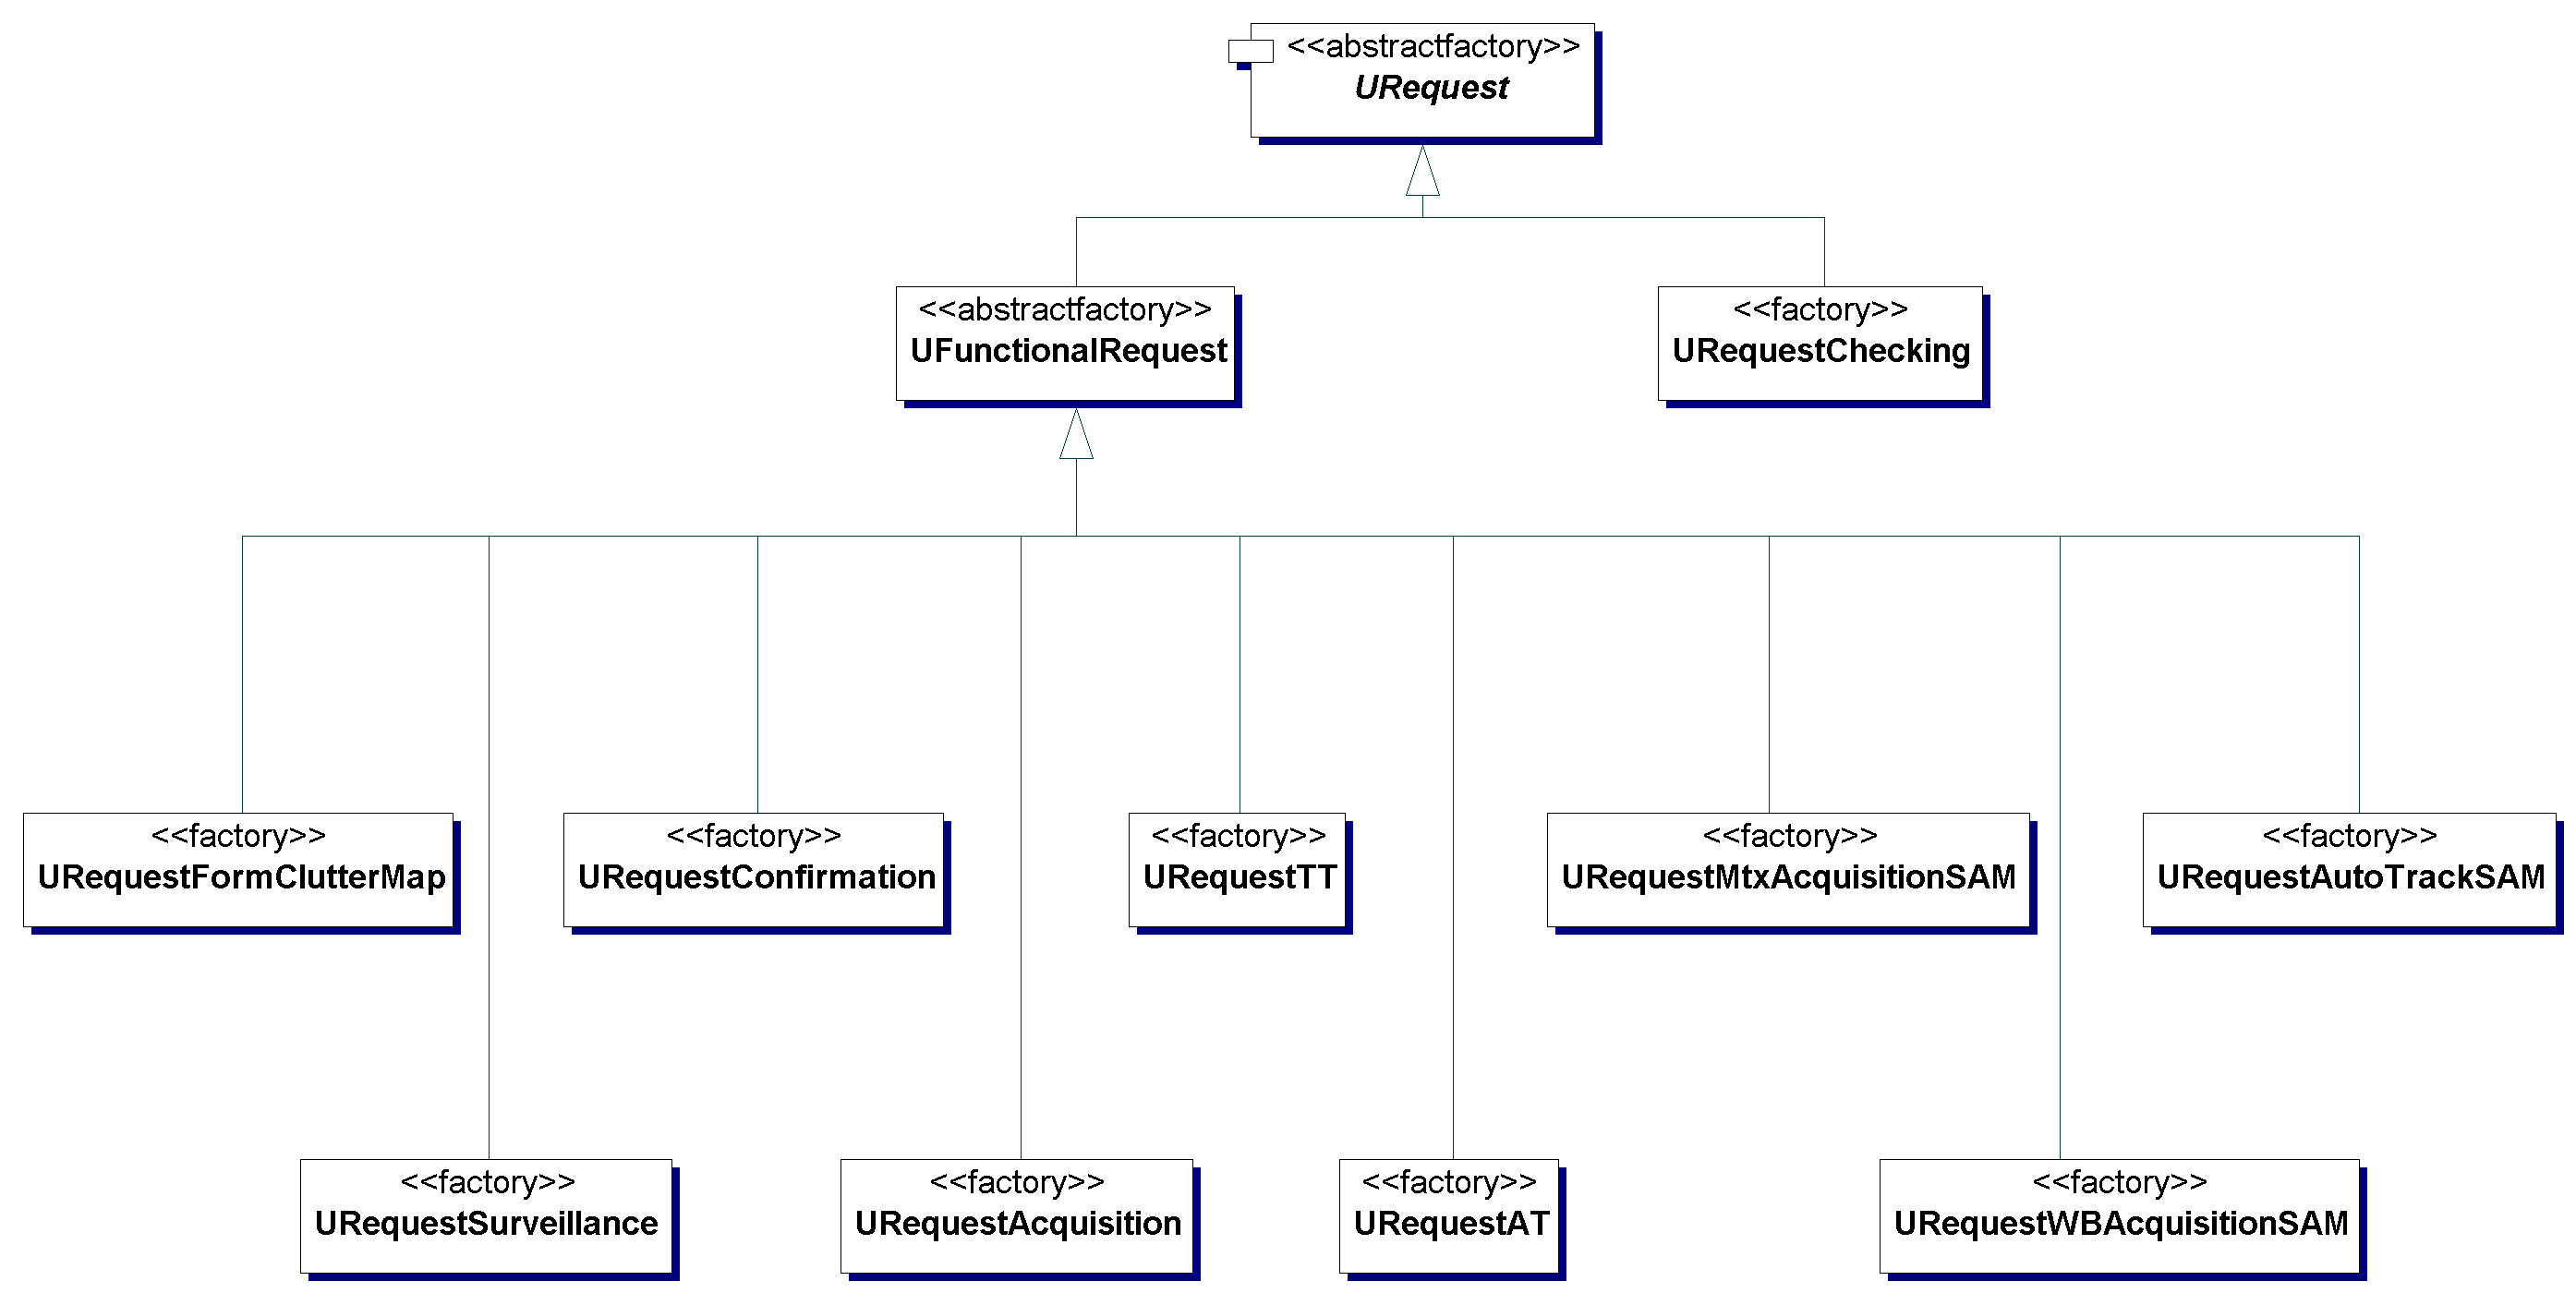 <<abstractfactory>>
URequest
<<abstractfactory>>
UFunctionalRequest
<<factory>>
URequestChecking
<<factory>>
URequestFormClutterMap
<<factory>>
URequestConfirmation
<<factory>>
URequestTT
<<factory>>
URequestMtxAcquisitionSAM
<<factory>>
URequestAutoTrackSAM
<<factory>>
URequestSurveillance
<<factory>>
URequestAcquisition
<<factory>>
URequestAT
<<factory>>
URequestWBAcquisitionSAM